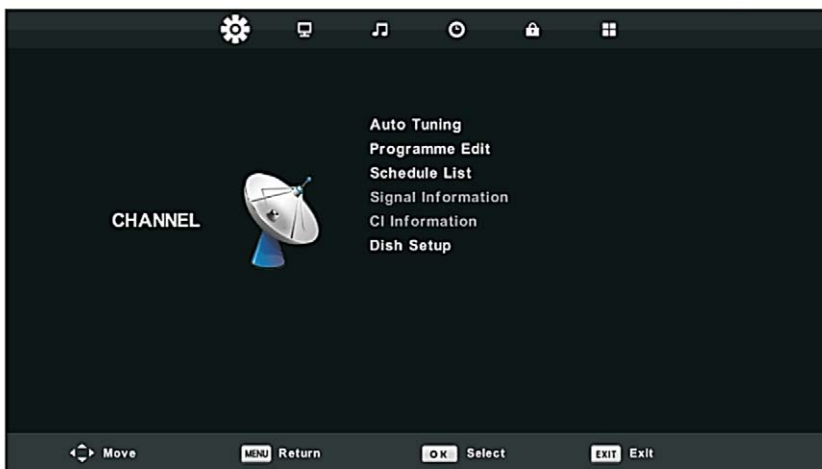 CHANNEL
Auto Tuning
Programme Edit
Schedule List
Signal Information
CI Information
Dish Setup
Move MENU Return OK Select EXIT Exit